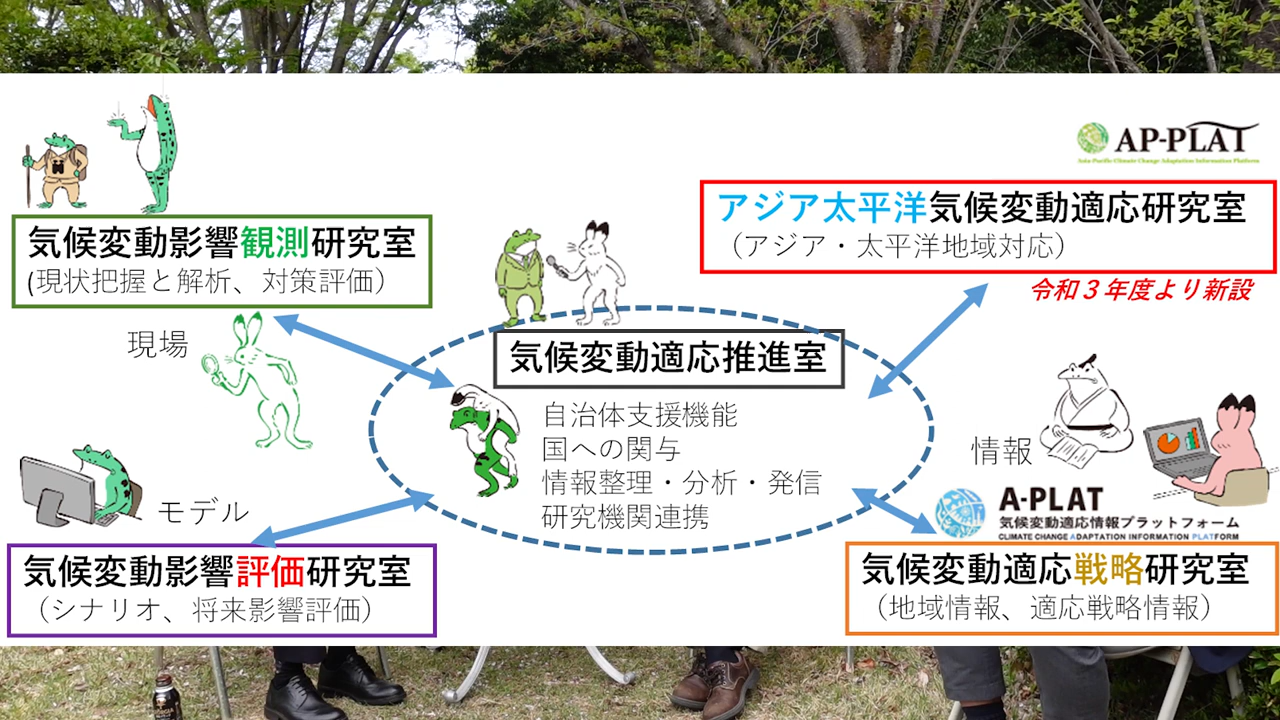 AP-PLAT
Asia-Pacific Climate Change Adaptation Information Platform
気候変動影響観測研究室
(現状把握と解析、対策評価）
アジア太平洋気候変動適応研究室
（アジア・太平洋地域対応）
令和３年度より新設
現場
気候変動適応推進室
自治体支援機能
国への関与
情報整理・分析・発信
研究機関連携
情報
モデル
A-PLAT
気候変動適応情報プラットフォーム
CLIMATE CHANGE ADAPTATION INFORMATION PLATFORM
気候変動影響評価研究室
（シナリオ、将来影響評価）
気候変動適応戦略研究室
（地域情報、適応戦略情報）